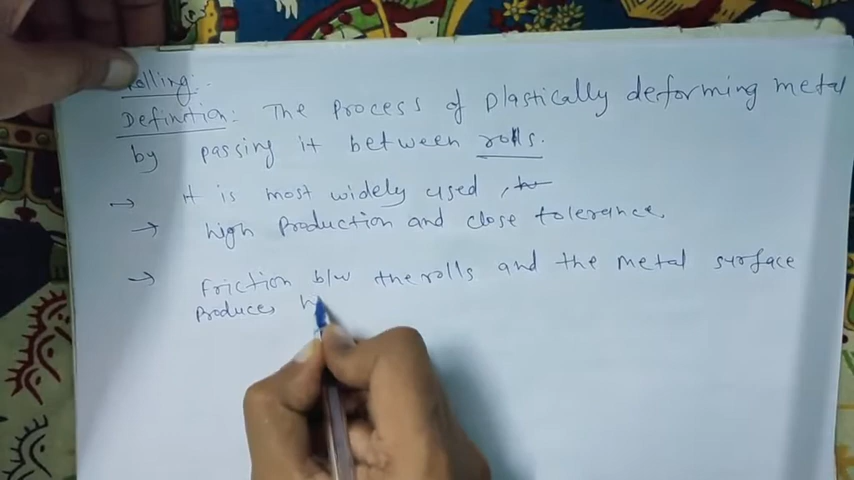 Rolling:
Definition: The process of plastically deforming metal
by passing it between rolls.
→ It is most widely used,
→ high production and close tolerance.
→ Friction b/w the rolls and the metal surface
produces h